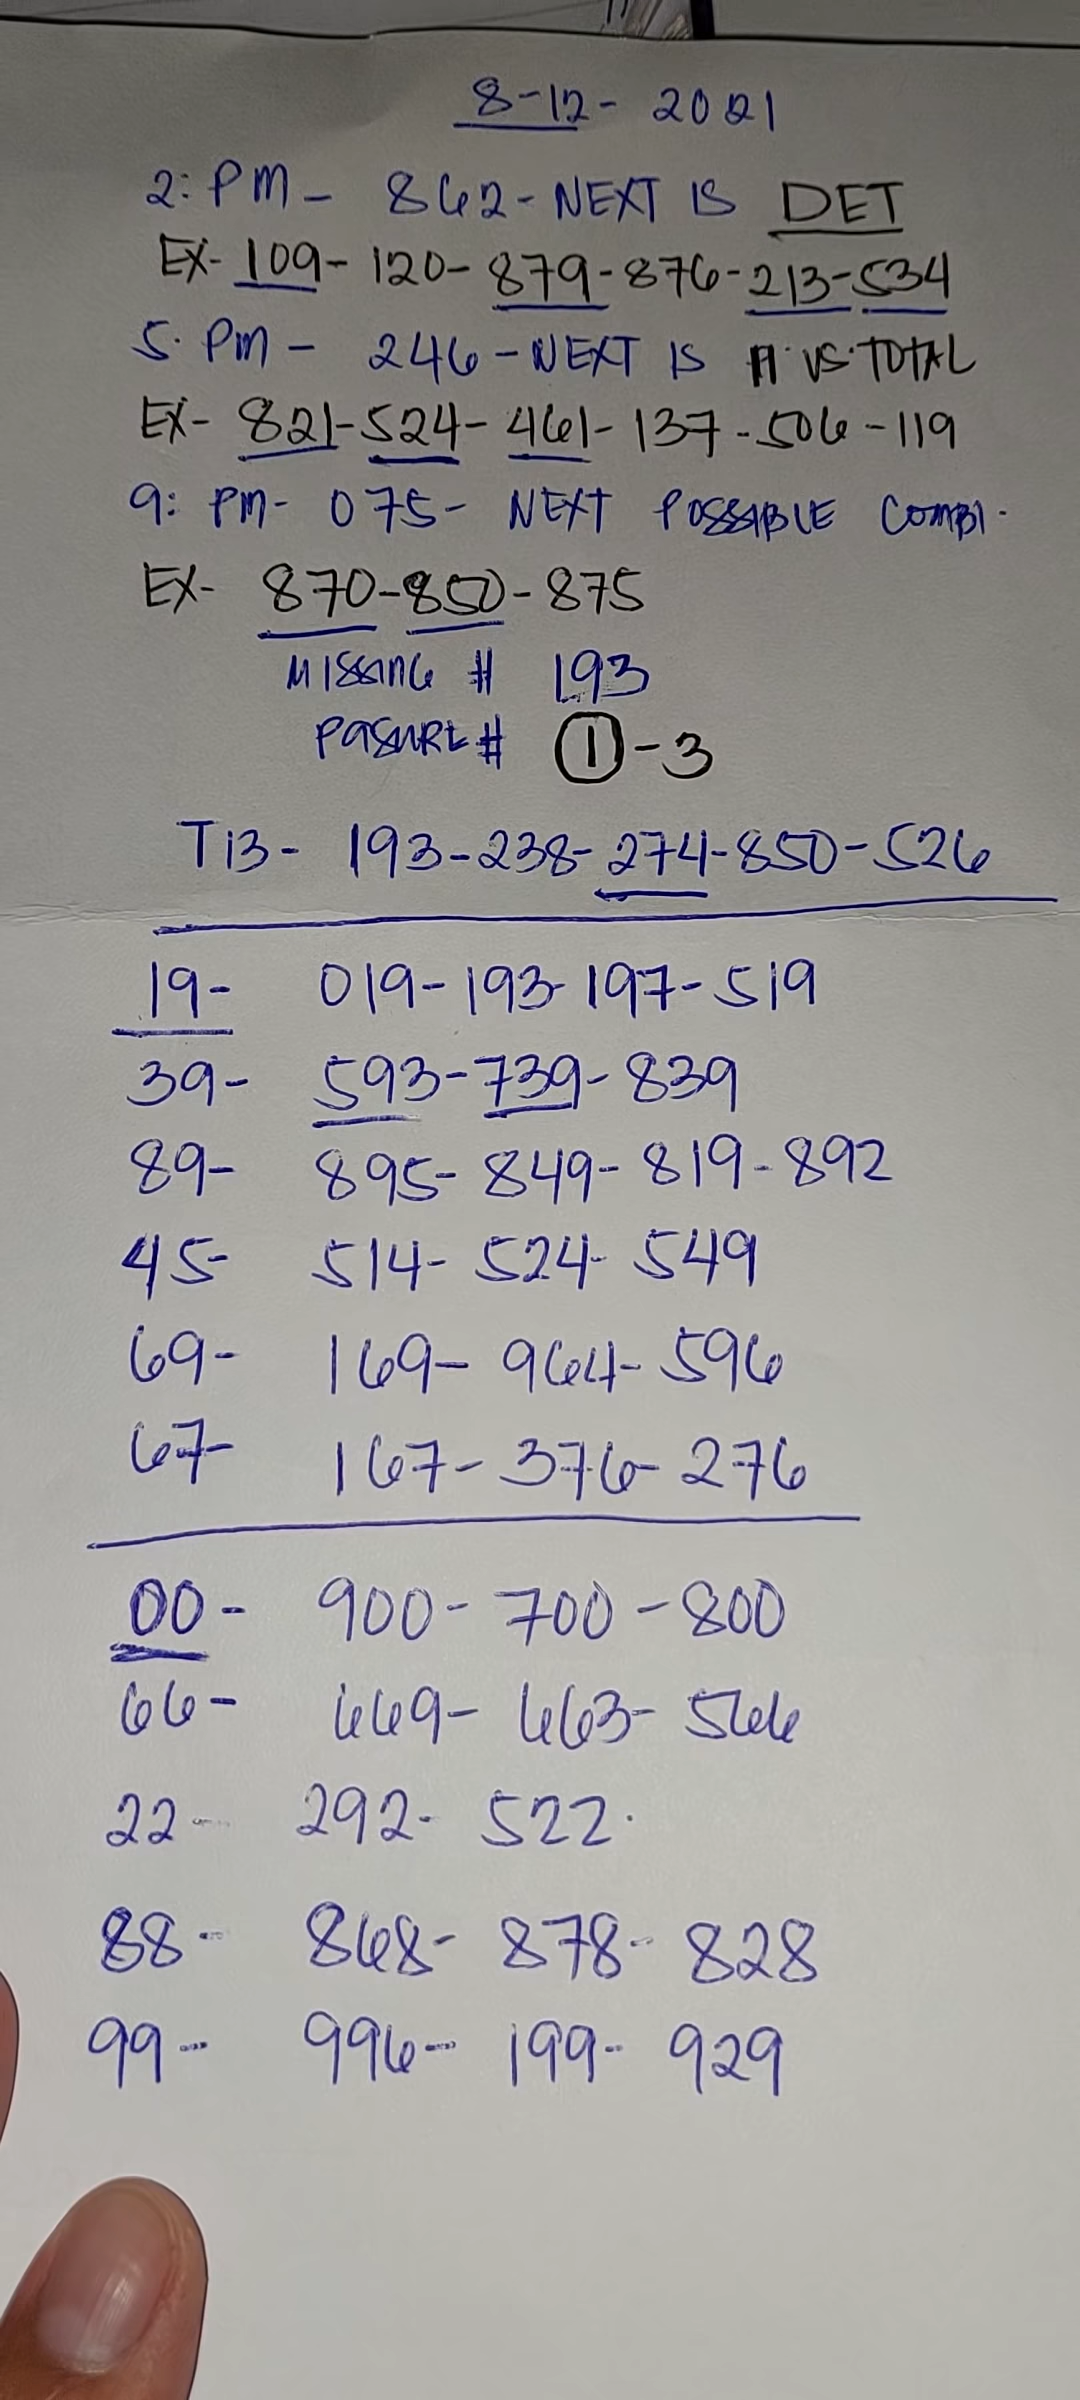 8-12-2021
2:PM- 862-NEXT IS DET
EX-109-120-879-876-213-534
5.PM- 246-NEXT IS # VS TOTAL
EX-821-524-461-137-506-119
9:PM-075-NEXT POSSIBLE COMBI.
EX-870-850-875
MISSING # 193
PASURE# 1-3
T13-193-238-274-850-526
19- 019-193-197-519
39- 593-739-839
89- 895-849-819-892
45- 514-524-549
69- 169-964-596
67- 167-376-276
00- 900-700-800
66- 669-663-566
22- 292-522.
88- 868-878-828
99- 996-199-929